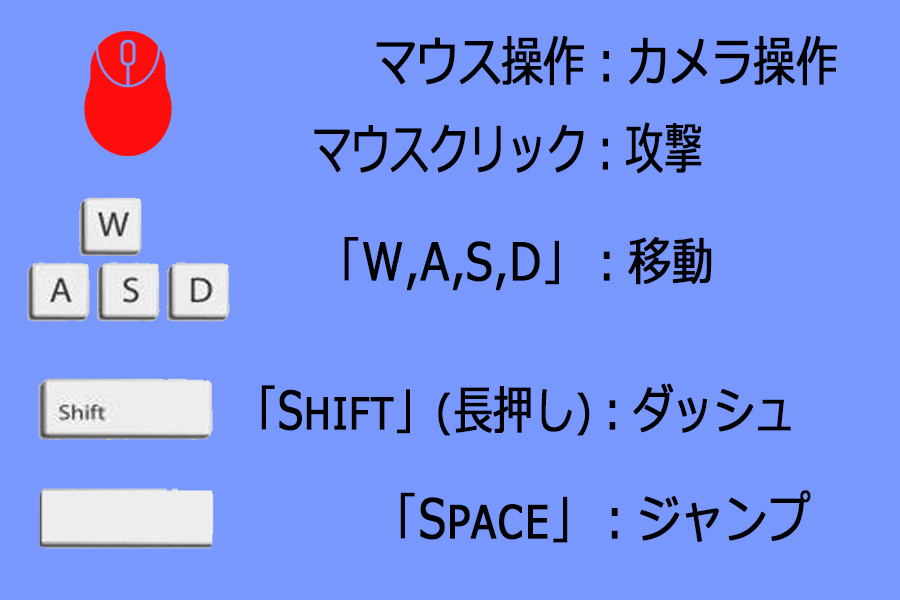 マウス操作：カメラ操作
マウスクリック：攻撃
W
A S D
「W,A,S,D」：移動
Shift
「SHIFT」(長押し)：ダッシュ
「SPACE」：ジャンプ